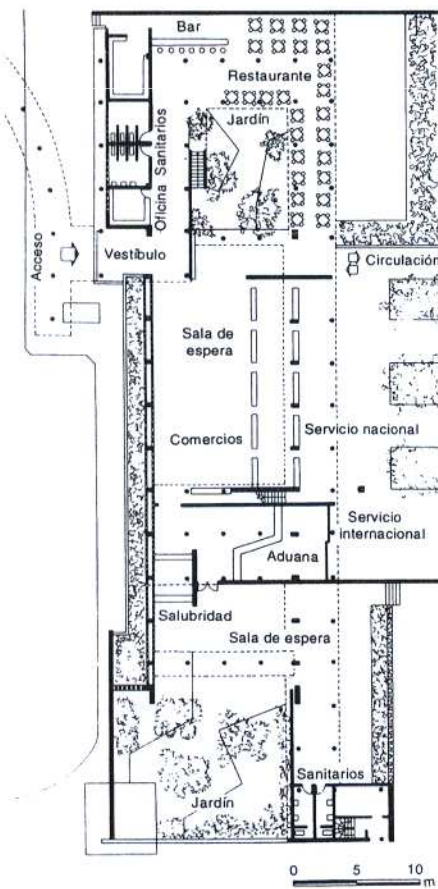 Bar
Restaurante
Jardín
Oficina Sanitarios
Acceso
Vestíbulo
Circulación
Sala de
espera
Comercios
Servicio nacional
Servicio
internacional
Aduana
Salubridad
Sala de espera
Sanitarios
Jardín
0 5 10
m